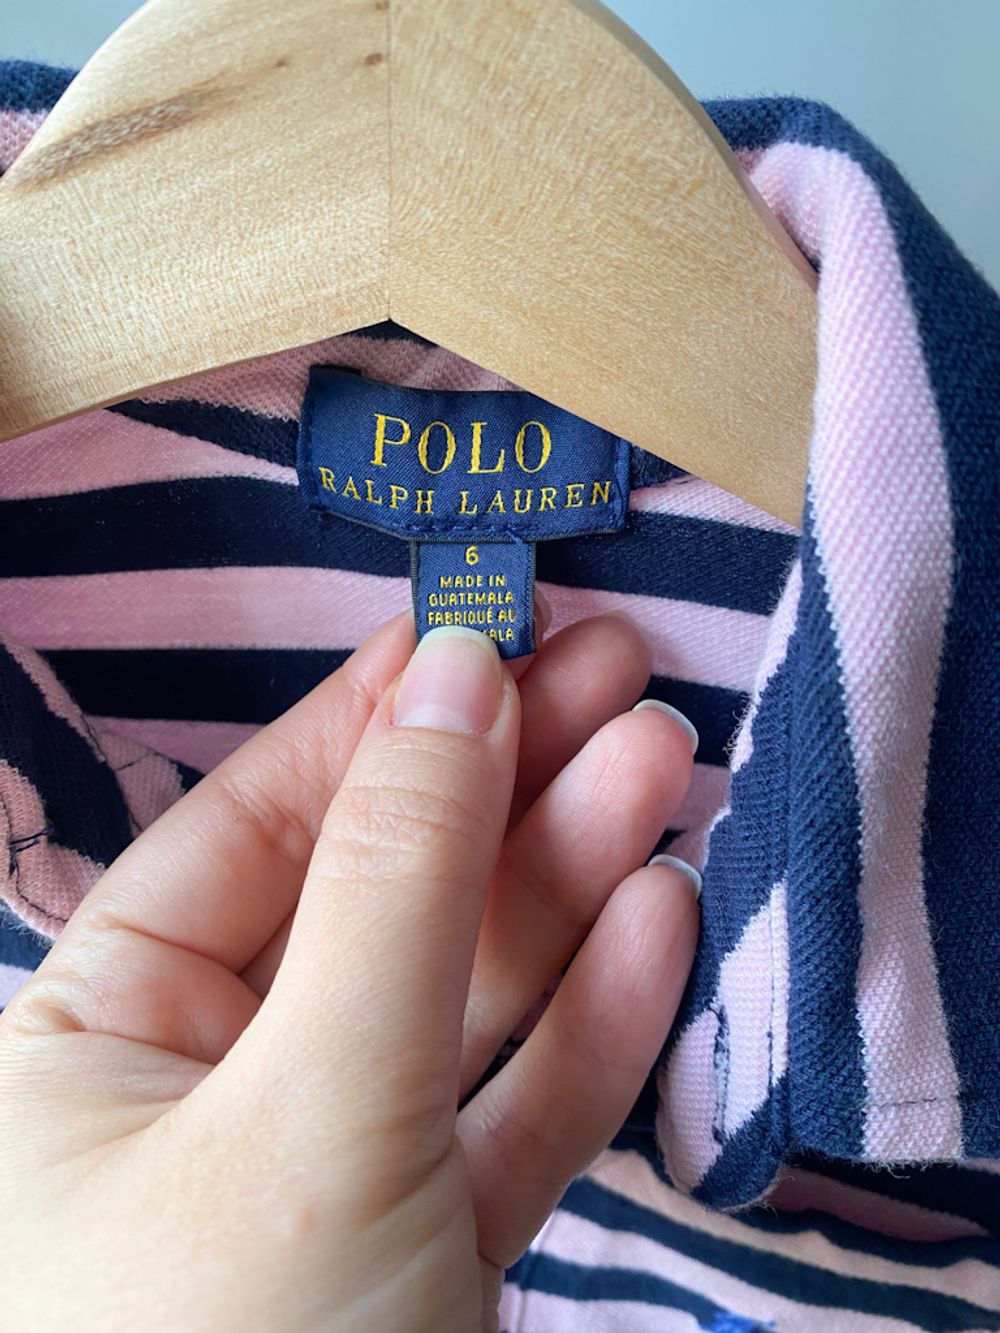 POLO
RALPH LAUREN
6
MADE IN
GUATEMALA
FABRIQUÉ AU